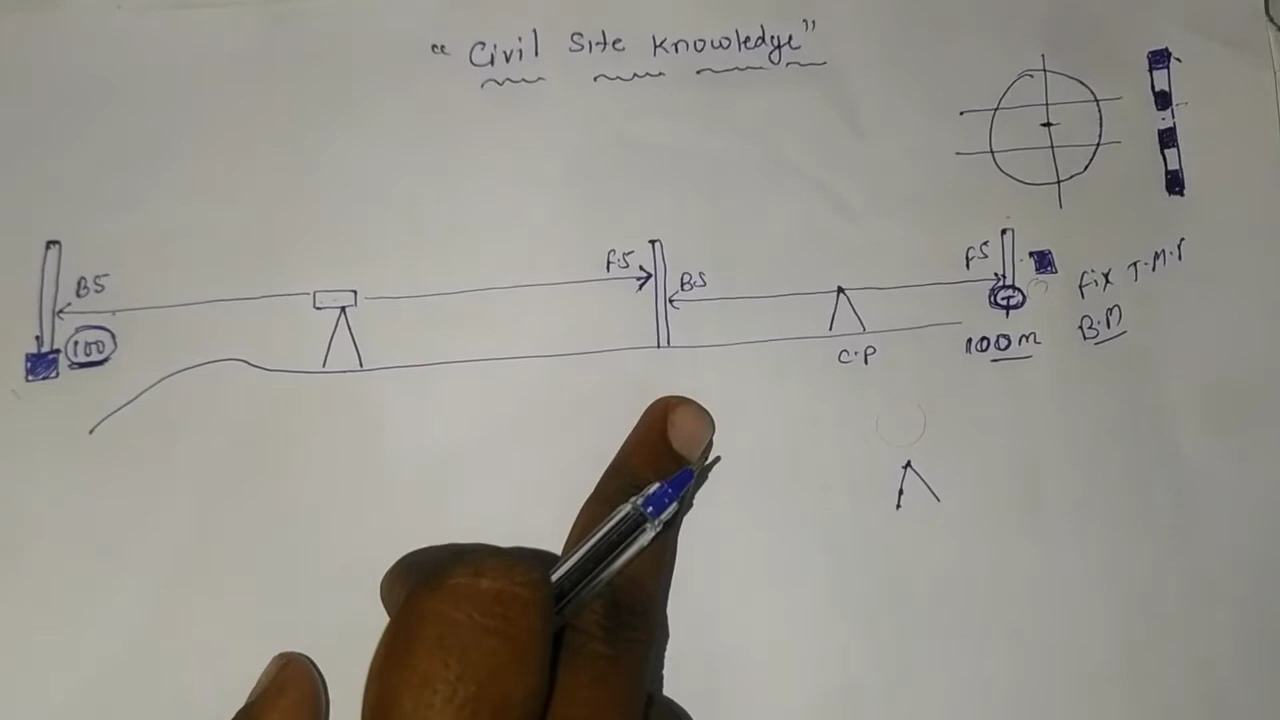 "Civil Site Knowledge"
BS
F.S
BS
FS
Fix T.M.P
100
C.P
100m
B.M